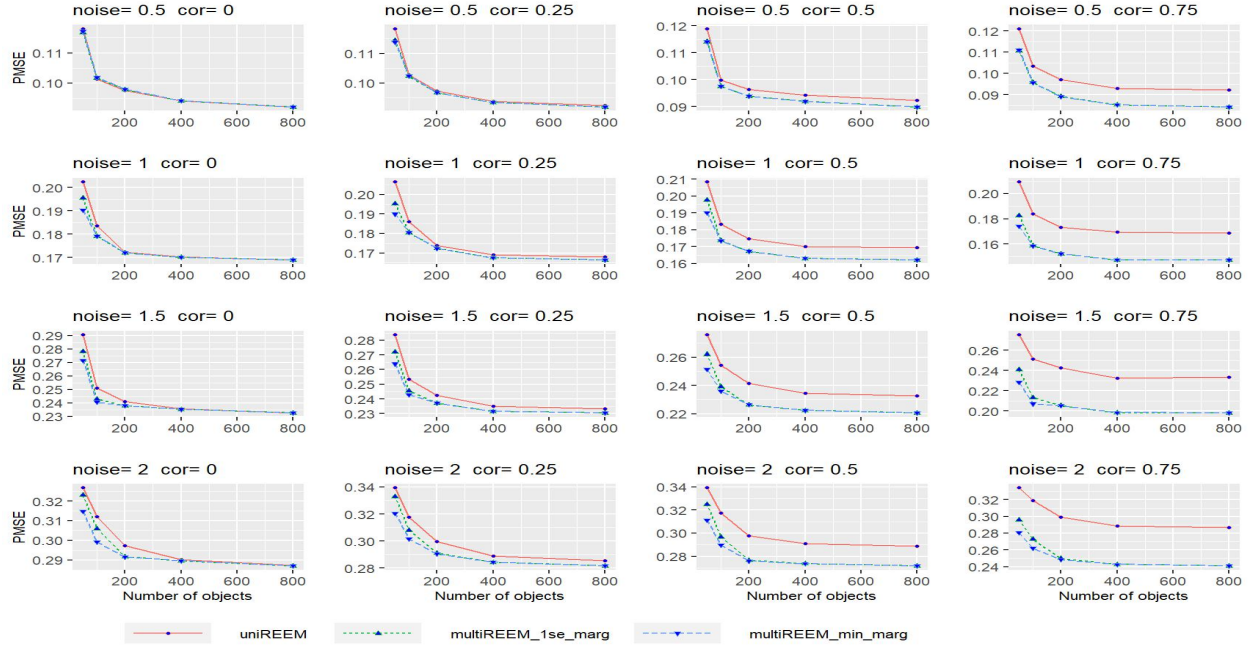 noise= 0.5 cor= 0
noise= 0.5 cor= 0.25
noise= 0.5 cor= 0.5
noise= 0.5 cor= 0.75
PMSE
0.11
0.10
200 400 600 800
0.11
0.10
200 400 600 800
0.12
0.11
0.10
0.09
200 400 600 800
0.12
0.11
0.10
0.09
200 400 600 800
noise= 1 cor= 0
noise= 1 cor= 0.25
noise= 1 cor= 0.5
noise= 1 cor= 0.75
PMSE
0.20
0.19
0.18
0.17
200 400 600 800
0.20
0.19
0.18
0.17
200 400 600 800
0.21
0.20
0.19
0.18
0.17
0.16
200 400 600 800
0.20
0.18
0.16
200 400 600 800
noise= 1.5 cor= 0
noise= 1.5 cor= 0.25
noise= 1.5 cor= 0.5
noise= 1.5 cor= 0.75
PMSE
0.29
0.28
0.27
0.26
0.25
0.24
0.23
200 400 600 800
0.28
0.27
0.26
0.25
0.24
0.23
200 400 600 800
0.26
0.24
0.22
200 400 600 800
0.26
0.24
0.22
0.20
200 400 600 800
noise= 2 cor= 0
noise= 2 cor= 0.25
noise= 2 cor= 0.5
noise= 2 cor= 0.75
PMSE
0.32
0.31
0.30
0.29
200 400 600 800
Number of objects
0.34
0.32
0.30
0.28
200 400 600 800
Number of objects
0.34
0.32
0.30
0.28
200 400 600 800
Number of objects
0.32
0.30
0.28
0.26
0.24
200 400 600 800
Number of objects
uniREEM multiREEM_1se_marg multiREEM_min_marg